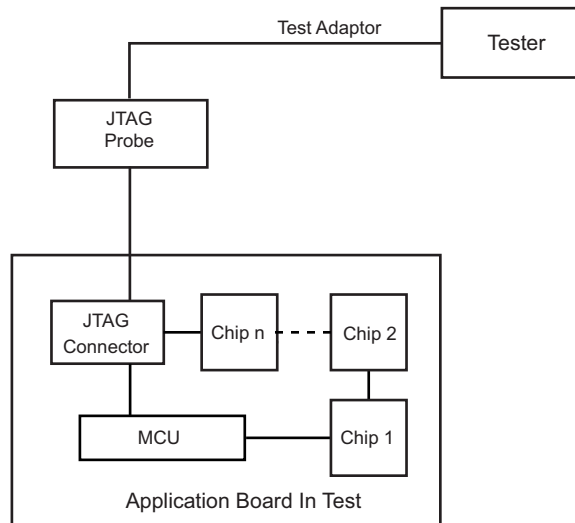 Test Adaptor
Tester
JTAG
Probe
JTAG
Connector
Chip n
Chip 2
MCU
Chip 1
Application Board In Test